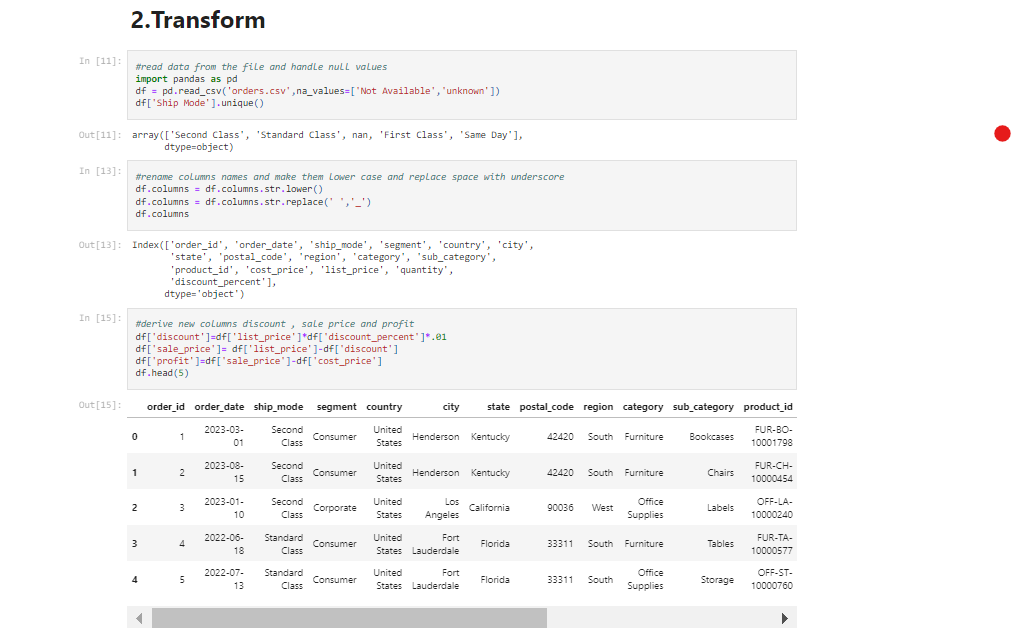 2.Transform
In [11]:
#read data from the file and handle null values
import pandas as pd
df = pd.read_csv('orders.csv',na_values=['Not Available','unknown'])
df['Ship Mode'].unique()
Out[11]:
array(['Second Class', 'Standard Class', nan, 'First Class', 'Same Day'],
dtype=object)
In [13]:
#rename columns names and make them lower case and replace space with underscore
df.columns = df.columns.str.lower()
df.columns = df.columns.str.replace(' ','_')
df.columns
Out[13]:
Index(['order_id', 'order_date', 'ship_mode', 'segment', 'country', 'city',
'state', 'postal_code', 'region', 'category', 'sub_category',
'product_id', 'cost_price', 'list_price', 'quantity',
'discount_percent'],
dtype='object')
In [15]:
#derive new columns discount , sale price and profit
df['discount']=df['list_price']*df['discount_percent']*.01
df['sale_price']= df['list_price']-df['discount']
df['profit']=df['sale_price']-df['cost_price']
df.head(5)
Out[15]:
order_id order_date ship_mode segment country city state postal_code region category sub_category product_id
0 1 2023-03-01 Second Class Consumer United States Henderson Kentucky 42420 South Furniture Bookcases FUR-BO-10001798
1 2 2023-08-15 Second Class Consumer United States Henderson Kentucky 42420 South Furniture Chairs FUR-CH-10000454
2 3 2023-01-10 Second Class Corporate United States Los Angeles California 90036 West Office Supplies Labels OFF-LA-10000240
3 4 2022-06-18 Standard Class Consumer United States Fort Lauderdale Florida 33311 South Furniture Tables FUR-TA-10000577
4 5 2022-07-13 Standard Class Consumer United States Fort Lauderdale Florida 33311 South Office Supplies Storage OFF-ST-10000760